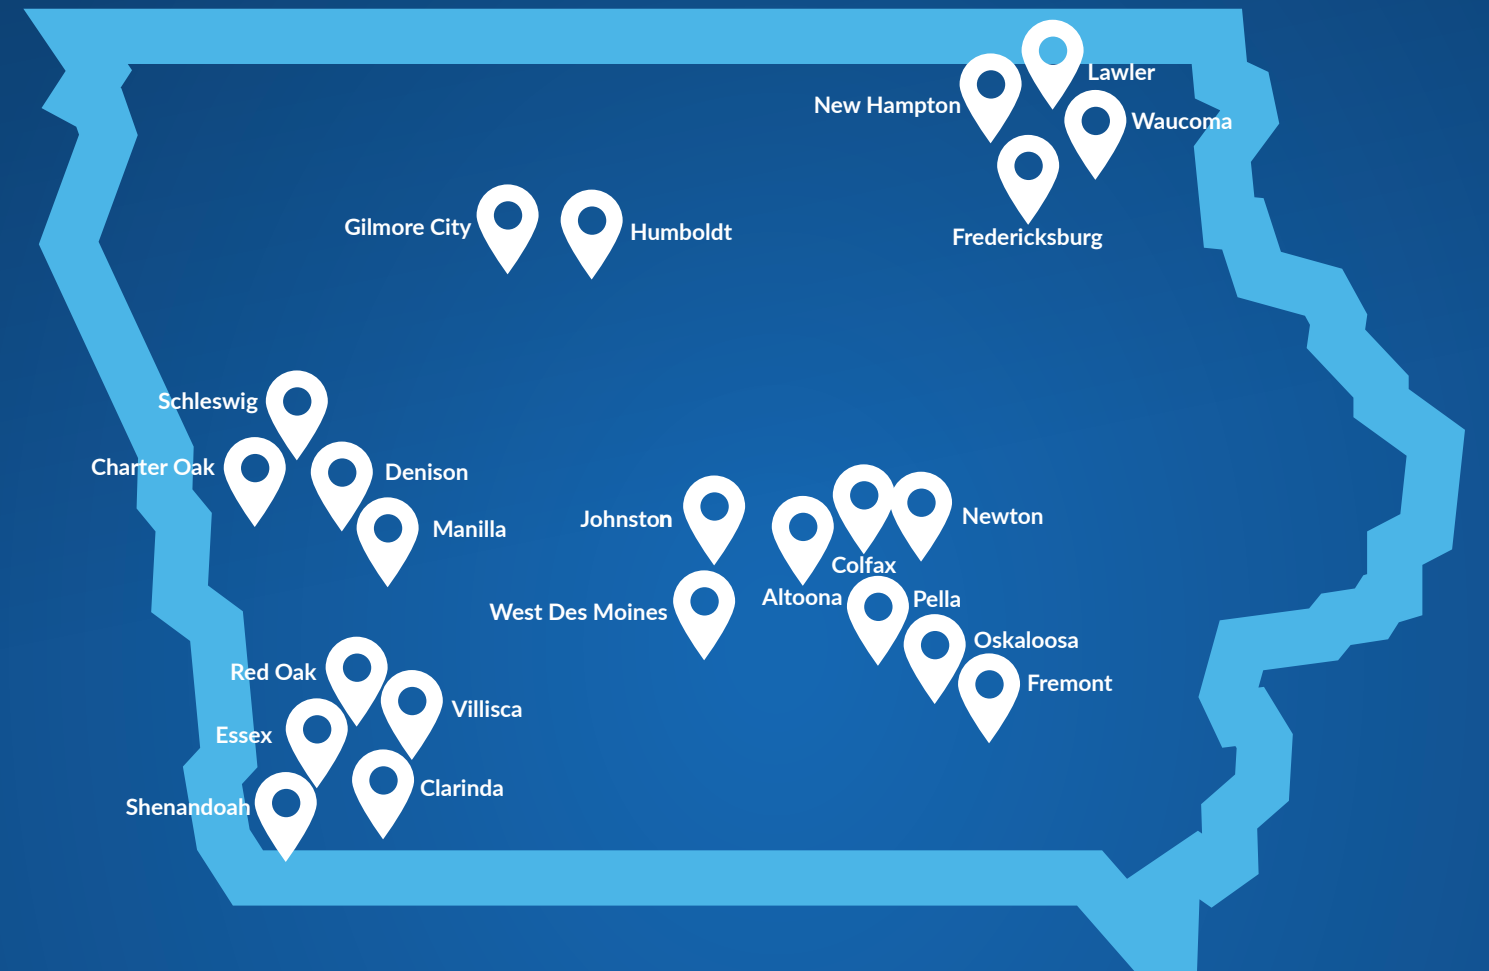 Lawler
New Hampton
Waucoma
Gilmore City
Humboldt
Fredericksburg
Schleswig
Charter Oak
Denison
Manilla
Johnston
Newton
Colfax
Altoona
Pella
West Des Moines
Oskaloosa
Fremont
Red Oak
Villisca
Essex
Clarinda
Shenandoah